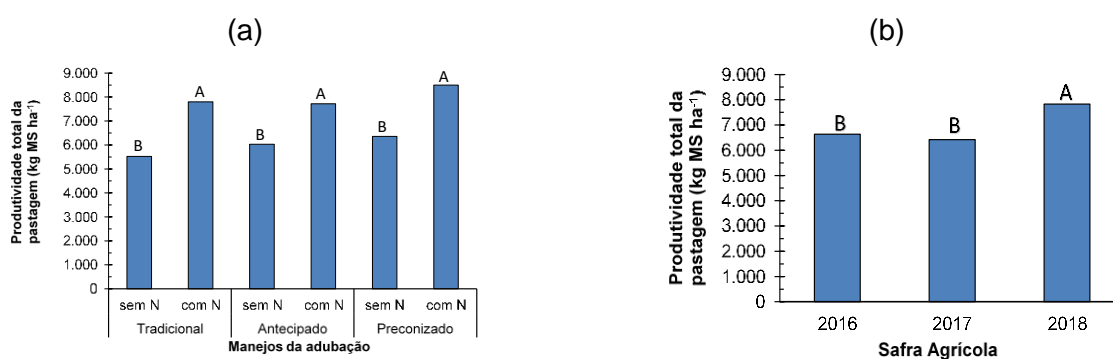 (a)
Produtividade total da
pastagem (kg MS ha⁻¹)
9.000
8.000
7.000
6.000
5.000
4.000
3.000
2.000
1.000
0
B
A
B
A
B
A
sem N
com N
sem N
com N
sem N
com N
Tradicional
Antecipado
Preconizado
Manejos da adubação
(b)
Produtividade total da
pastagem (kg MS ha⁻¹)
9.000
8.000
7.000
6.000
5.000
4.000
3.000
2.000
1.000
0
B
B
A
2016
2017
2018
Safra Agrícola